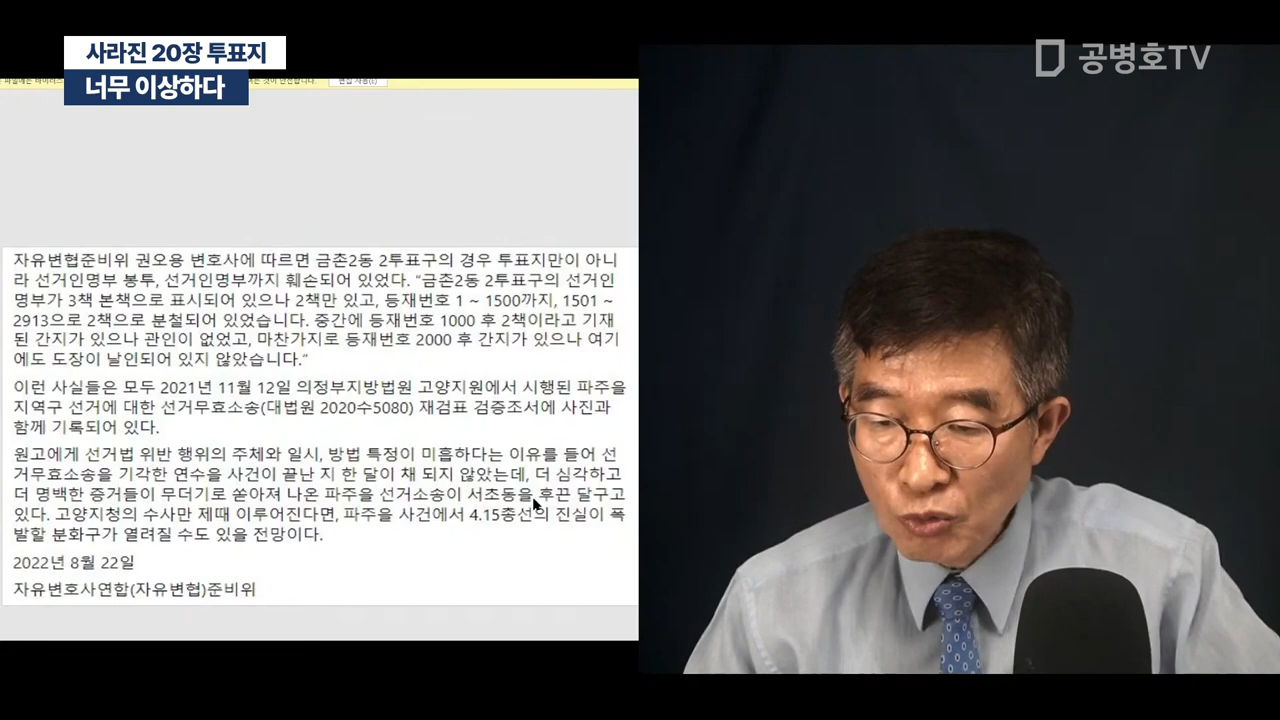 사라진 20장 투표지
너무 이상하다
공병호TV
편집 사용(E)
자유변협준비위 권오용 변호사에 따르면 금촌2동 2투표구의 경우 투표지만이 아니
라 선거인명부 봉투, 선거인명부까지 훼손되어 있었다. “금촌2동 2투표구의 선거인
명부가 3책 본책으로 표시되어 있으나 2책만 있고, 등재번호 1 ~ 1500까지, 1501 ~
2913으로 2책으로 분철되어 있었습니다. 중간에 등재번호 1000 후 2책이라고 기재
된 간지가 있으나 관인이 없었고, 마찬가지로 등재번호 2000 후 간지가 있으나 여기
에도 도장이 날인되어 있지 않았습니다.”
이런 사실들은 모두 2021년 11월 12일 의정부지방법원 고양지원에서 시행된 파주을
지역구 선거에 대한 선거무효소송(대법원 2020수5080) 재검표 검증조서에 사진과
함께 기록되어 있다.
원고에게 선거법 위반 행위의 주체와 일시, 방법 특정이 미흡하다는 이유를 들어 선
거무효소송을 기각한 연수을 사건이 끝난 지 한 달이 채 되지 않았는데, 더 심각하고
더 명백한 증거들이 무더기로 쏟아져 나온 파주을 선거소송이 서초동을 후끈 달구고
있다. 고양지청의 수사만 제때 이루어진다면, 파주을 사건에서 4.15총선의 진실이 폭
발할 분화구가 열려질 수도 있을 전망이다.
2022년 8월 22일
자유변호사연합(자유변협)준비위